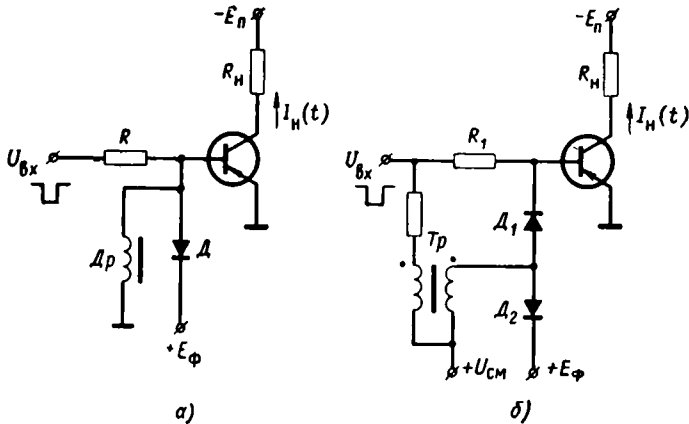 -Eп
Rн
Iн(t)
R
Uвх
Др
Д
+Eф
а)
-Eп
Rн
Iн(t)
R₁
Uвх
Тр
Д₁
Д₂
+Uсм
+Eф
б)